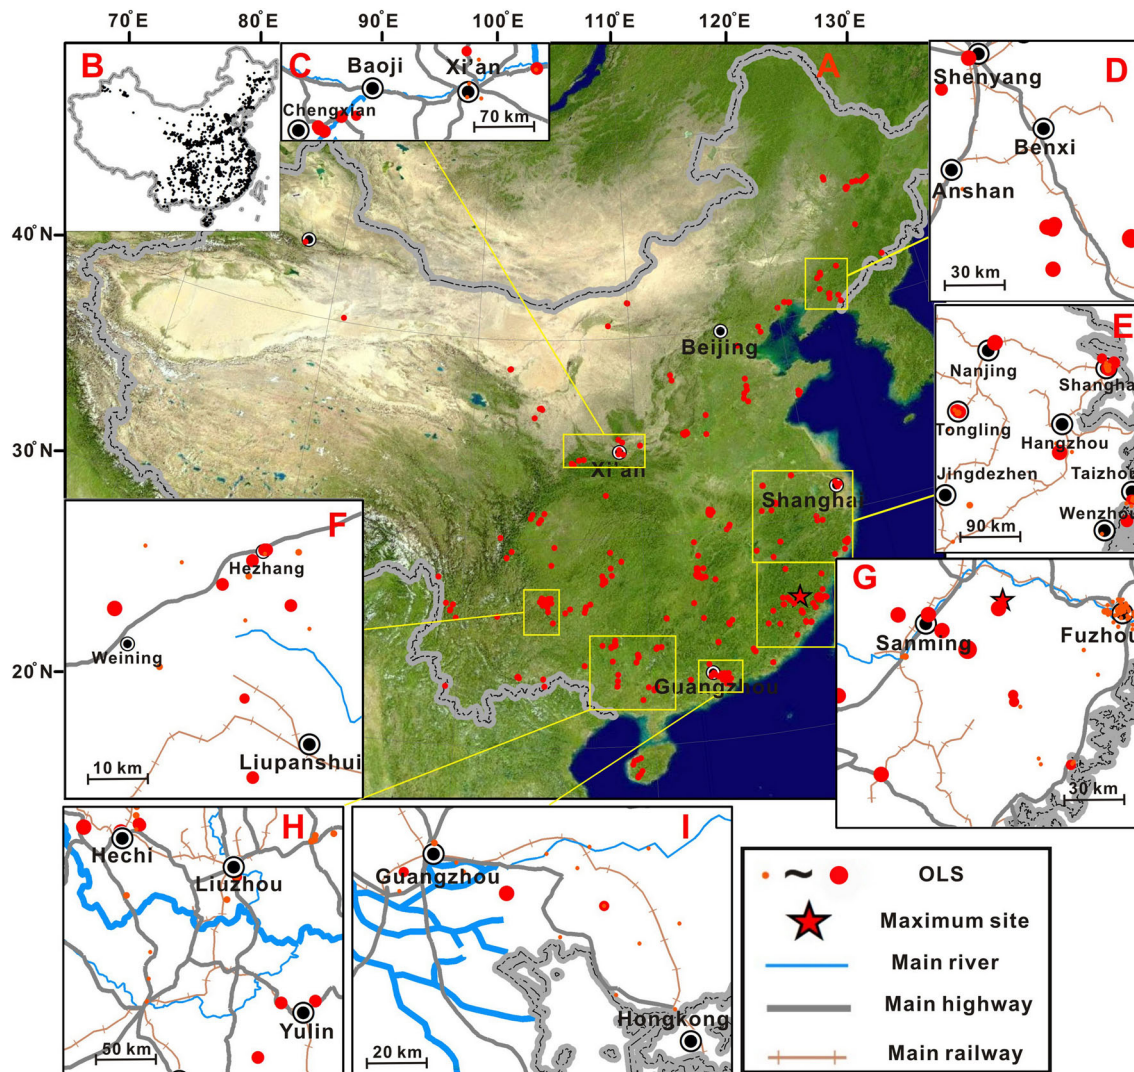 70°E 80°E 90°E 100°E 110°E 120°E 130°E
40°N
30°N
20°N
A
Beijing
Xi'an
Shanghai
Guangzhou
B
C
Baoji
Xi'an
Chengxian
70 km
D
Shenyang
Benxi
Anshan
30 km
E
Nanjing
Shanghai
Tongling
Hangzhou
Jingdezhen
Taizhou
Wenzhou
90 km
F
Hezhang
Weining
Liupanshui
10 km
G
Sanming
Fuzhou
30 km
H
Hechi
Liuzhou
Yulin
50 km
I
Guangzhou
Hongkong
20 km
~ OLS
Maximum site
Main river
Main highway
Main railway